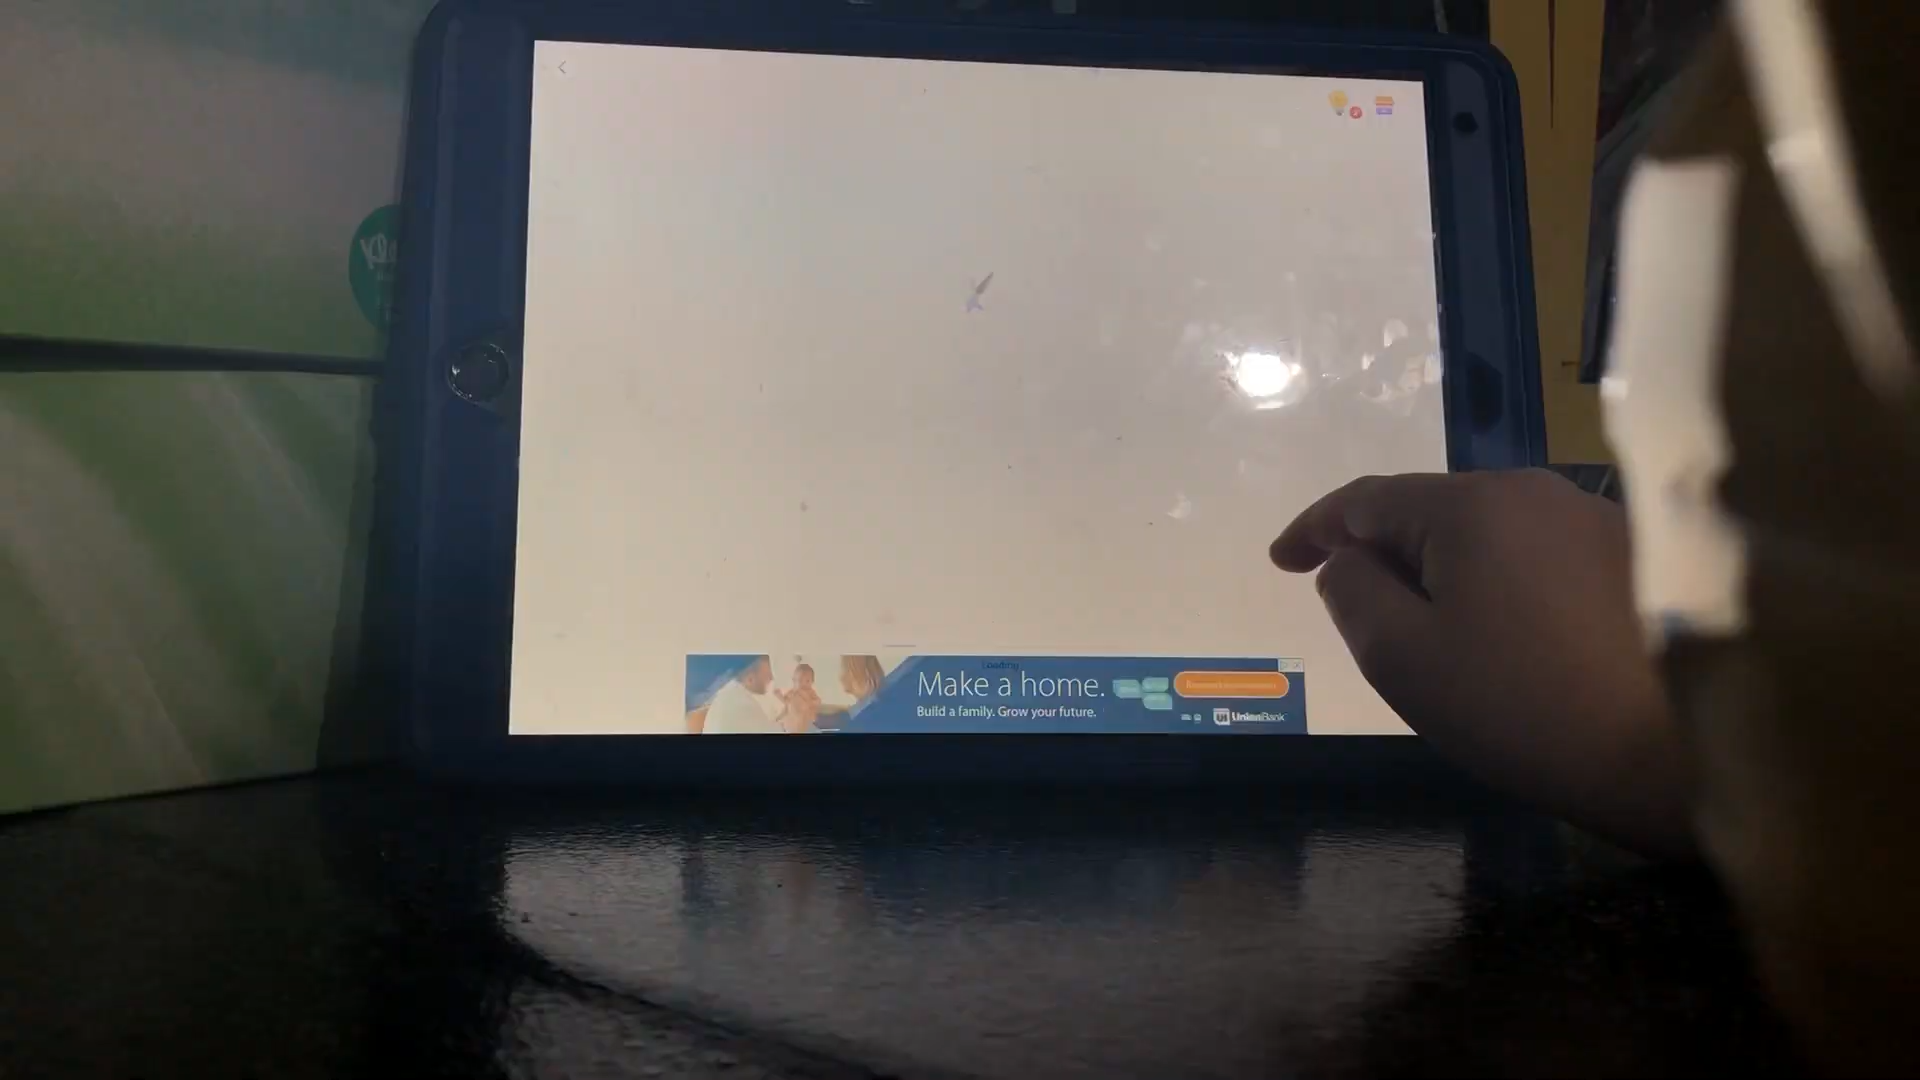 Loading
Make a home.
Build a family. Grow your future.
UnionBank